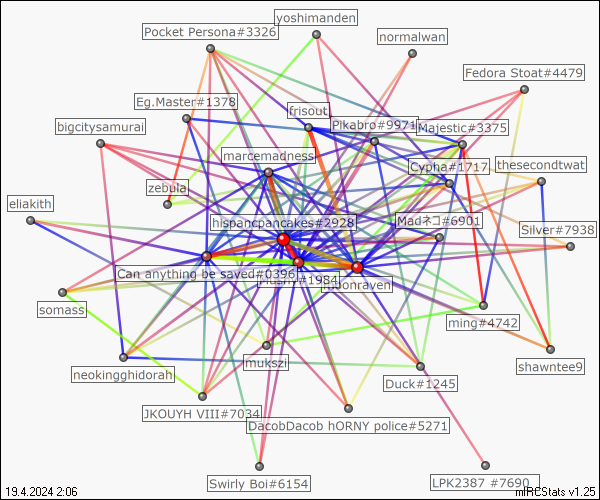 yoshimanden
Pocket Persona#3326
normalwan
Fedora Stoat#4479
Eg.Master#1378
frisout
bigcitysamurai
Pikabro#9971
Majestic#3375
marcemadness
Cypha#1717
thesecondtwat
zebula
eliakith
hispancpancakes#2928
Madネコ#6901
Silver#7938
Can anything be saved#0396
#1984
moonraven
somass
ming#4742
mukszi
shawntee9
neokingghidorah
Duck#1245
JKOUYH VIII#7034
DacobDacob hORNY police#5271
Swirly Boi#6154
LPK2387 #7690
19.4.2024 2:06
mIRCStats v1.25